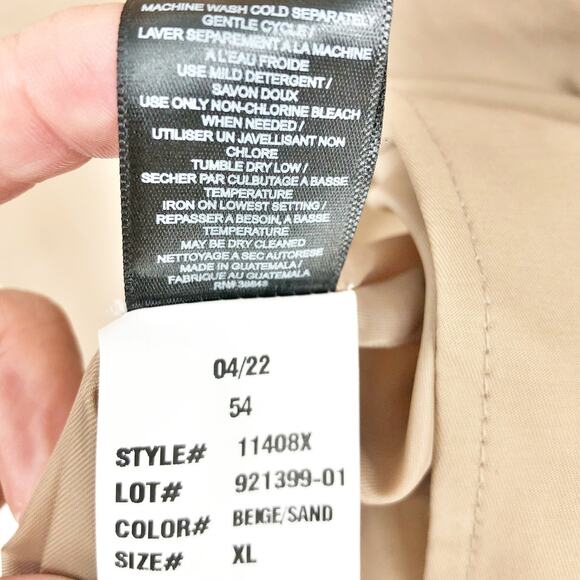 MACHINE WASH COLD SEPARATELY
GENTLE CYCLE/
LAVER SEPAREMENT A LA MACHINE
A L'EAU FROIDE
USE MILD DETERGENT/
SAVON DOUX
USE ONLY NON-CHLORINE BLEACH
WHEN NEEDED/
UTILISER UN JAVELLISANT NON
CHLORE
TUMBLE DRY LOW/
SECHER PAR CULBUTAGE A BASSE
TEMPERATURE
IRON ON LOWEST SETTING/
REPASSER A BESOIN, A BASSE
TEMPERATURE
MAY BE DRY CLEANED
NETTOYAGE A SEC AUTORESE
MADE IN GUATEMALA/
FABRIQUE AU GUATEMALA
RN#
04/22
54
STYLE# 11408X
LOT# 921399-01
COLOR# BEIGE/SAND
SIZE# XL